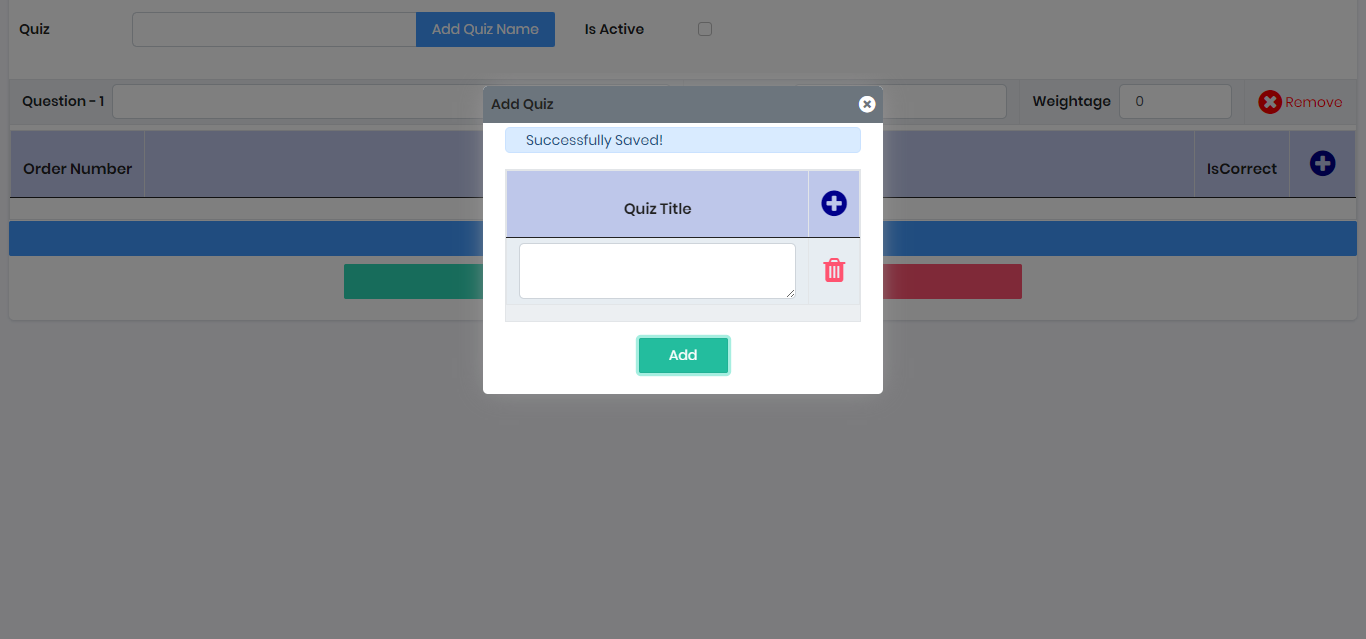 Quiz
Add Quiz Name
Is Active
Question - 1
Weightage
0
Remove
Order Number
IsCorrect
Add Quiz
Successfully Saved!
Quiz Title
Add